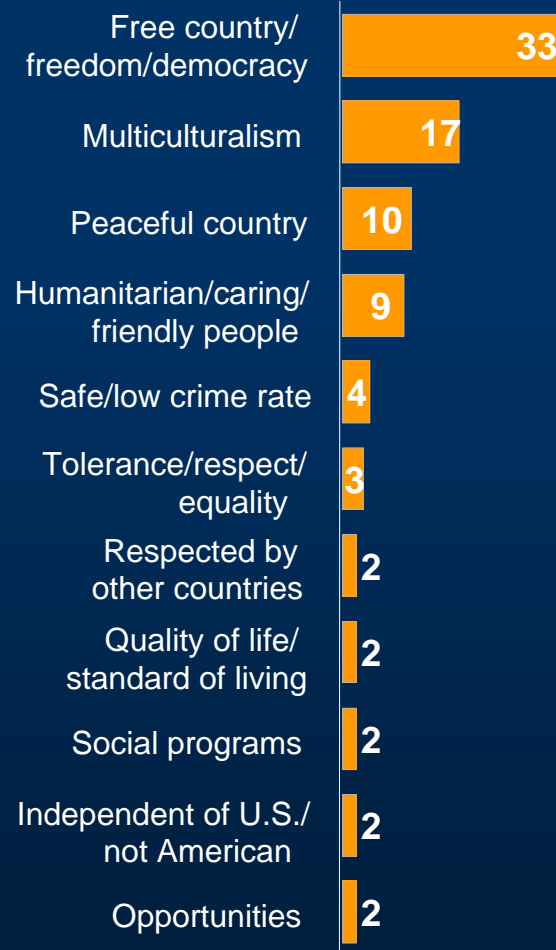 Free country/
freedom/democracy
33
Multiculturalism
17
Peaceful country
10
Humanitarian/caring/
friendly people
9
Safe/low crime rate
4
Tolerance/respect/
equality
3
Respected by
other countries
2
Quality of life/
standard of living
2
Social programs
2
Independent of U.S./
not American
2
Opportunities
2